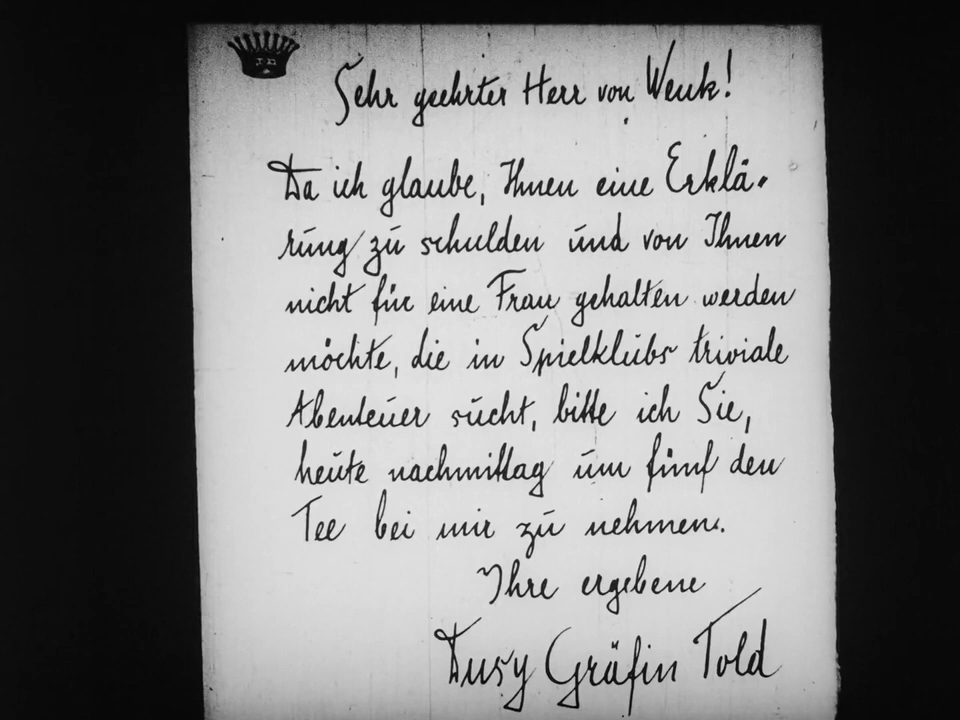 Sehr geehrter Herr von Wenk!
Da ich glaube, Ihnen eine Erklä-
rung zu schulden und von Ihnen
nicht für eine Frau gehalten werden
möchte, die in Spielklubs triviale
Abenteuer sucht, bitte ich Sie,
heute nachmittag um fünf den
Tee bei mir zu nehmen.
Ihre ergebene
Dusy Gräfin Told